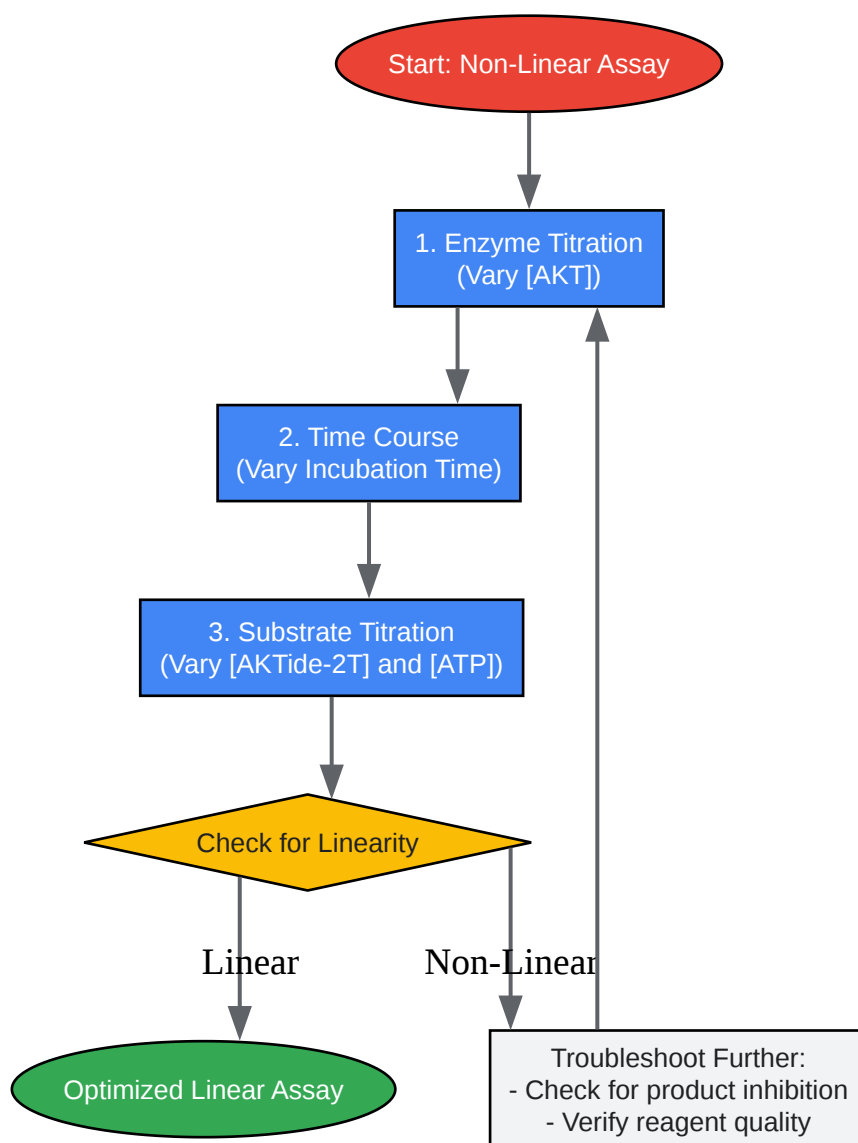 Start: Non-Linear Assay
1. Enzyme Titration
(Vary [AKT])
2. Time Course
(Vary Incubation Time)
3. Substrate Titration
(Vary [AKTide-2T] and [ATP])
Check for Linearity
Linear
Non-Linear
Optimized Linear Assay
Troubleshoot Further:
- Check for product inhibition
- Verify reagent quality